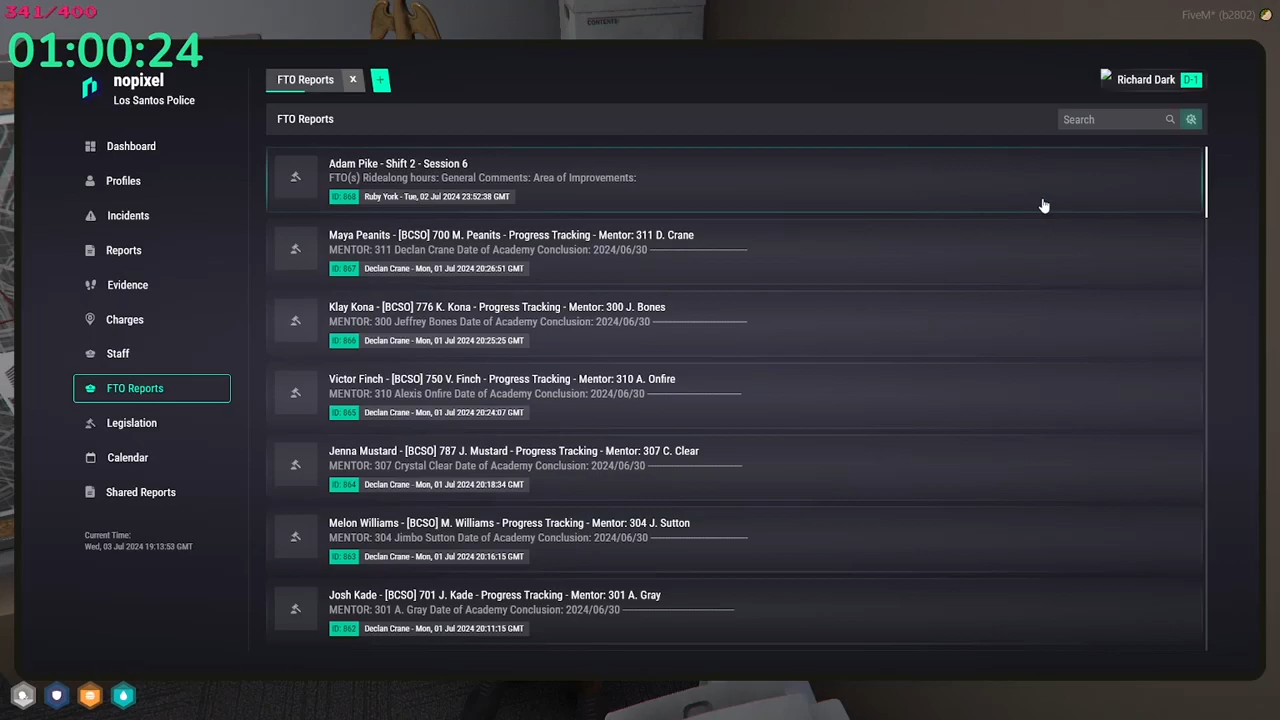 341/400
01:00:24
CONTENTS
FiveM* (b2802)
nopixel
Los Santos Police
FTO Reports
Richard Dark D-1
Dashboard
Profiles
Incidents
Reports
Evidence
Charges
Staff
FTO Reports
Legislation
Calendar
Shared Reports
Current Time:
Wed, 03 Jul 2024 19:13:53 GMT
FTO Reports
Search
Adam Pike - Shift 2 - Session 6
FTO(s) Ridealong hours: General Comments: Area of Improvements:
ID: 868 Ruby York - Tue, 02 Jul 2024 23:52:38 GMT
Maya Peanits - [BCSO] 700 M. Peanits - Progress Tracking - Mentor: 311 D. Crane
MENTOR: 311 Declan Crane Date of Academy Conclusion: 2024/06/30
ID: 867 Declan Crane - Mon, 01 Jul 2024 20:26:51 GMT
Klay Kona - [BCSO] 776 K. Kona - Progress Tracking - Mentor: 300 J. Bones
MENTOR: 300 Jeffrey Bones Date of Academy Conclusion: 2024/06/30
ID: 866 Declan Crane - Mon, 01 Jul 2024 20:25:25 GMT
Victor Finch - [BCSO] 750 V. Finch - Progress Tracking - Mentor: 310 A. Onfire
MENTOR: 310 Alexis Onfire Date of Academy Conclusion: 2024/06/30
ID: 865 Declan Crane - Mon, 01 Jul 2024 20:24:07 GMT
Jenna Mustard - [BCSO] 787 J. Mustard - Progress Tracking - Mentor: 307 C. Clear
MENTOR: 307 Crystal Clear Date of Academy Conclusion: 2024/06/30
ID: 864 Declan Crane - Mon, 01 Jul 2024 20:18:34 GMT
Melon Williams - [BCSO] M. Williams - Progress Tracking - Mentor: 304 J. Sutton
MENTOR: 304 Jimbo Sutton Date of Academy Conclusion: 2024/06/30
ID: 863 Declan Crane - Mon, 01 Jul 2024 20:16:15 GMT
Josh Kade - [BCSO] 701 J. Kade - Progress Tracking - Mentor: 301 A. Gray
MENTOR: 301 A. Gray Date of Academy Conclusion: 2024/06/30
ID: 862 Declan Crane - Mon, 01 Jul 2024 20:11:15 GMT